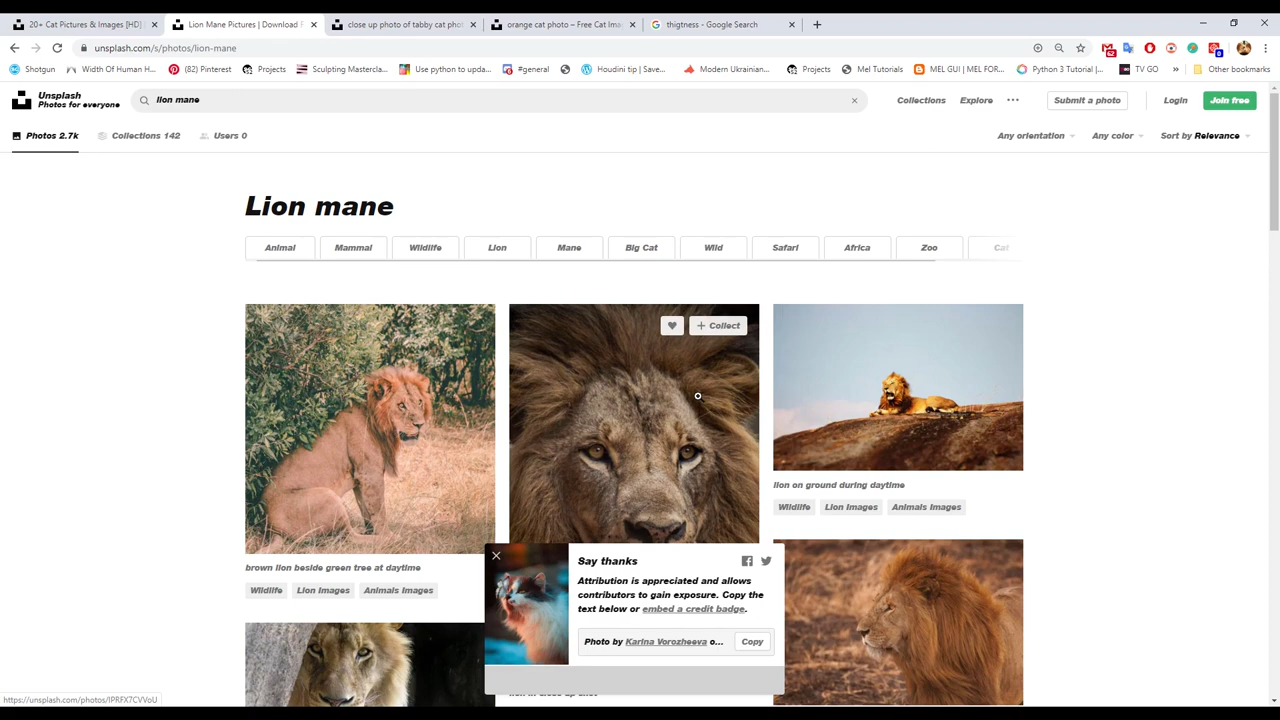 20+ Cat Pictures & Images [HD]
Lion Mane Pictures | Download F
close up photo of tabby cat phot
orange cat photo – Free Cat Ima
thigtness - Google Search
unsplash.com/s/photos/lion-mane
62
0
Shotgun
Width Of Human H...
(82) Pinterest
Projects
Sculpting Mastercla...
Use python to upda...
#general
Houdini tip | Save...
Modern Ukrainian...
Projects
Mel Tutorials
MEL GUI | MEL FOR...
Python 3 Tutorial |...
TV GO
»
Other bookmarks
Unsplash
Photos for everyone
lion mane
Collections
Explore
Submit a photo
Login
Join free
Photos 2.7k
Collections 142
Users 0
Any orientation
Any color
Sort by Relevance
Lion mane
Animal
Mammal
Wildlife
Lion
Mane
Big Cat
Wild
Safari
Africa
Zoo
Cat
Collect
lion on ground during daytime
Wildlife
Lion Images
Animals Images
brown lion beside green tree at daytime
Wildlife
Lion Images
Animals Images
Say thanks
Attribution is appreciated and allows
contributors to gain exposure. Copy the
text below or embed a credit badge.
Photo by Karina Vorozheeva o...
Copy
https://unsplash.com/photos/IPRFX7CVVoU